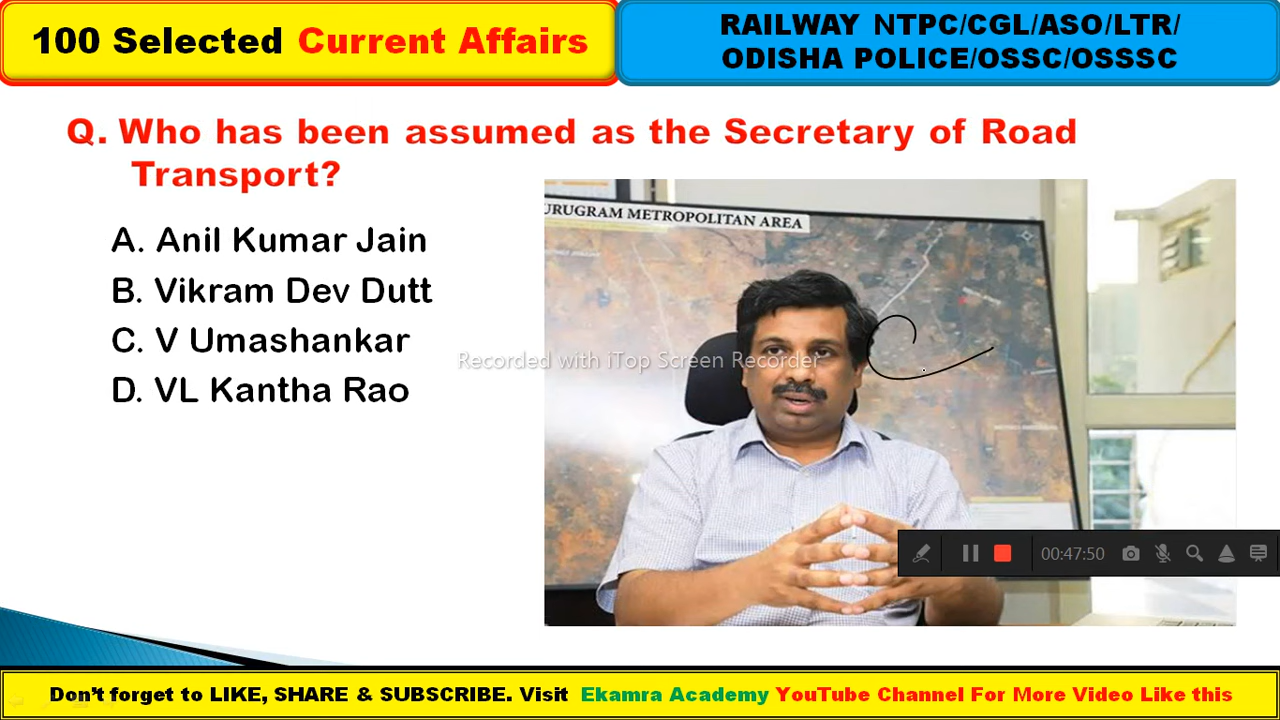 100 Selected Current Affairs
RAILWAY NTPC/CGL/ASO/LTR/
ODISHA POLICE/OSSC/OSSSC
Q. Who has been assumed as the Secretary of Road
Transport?
A. Anil Kumar Jain
B. Vikram Dev Dutt
C. V Umashankar
D. VL Kantha Rao
URUGRAM METROPOLITAN AREA
Recorded with iTop Screen Recorder
00:47:50
Don't forget to LIKE, SHARE & SUBSCRIBE. Visit Ekamra Academy YouTube Channel For More Video Like this